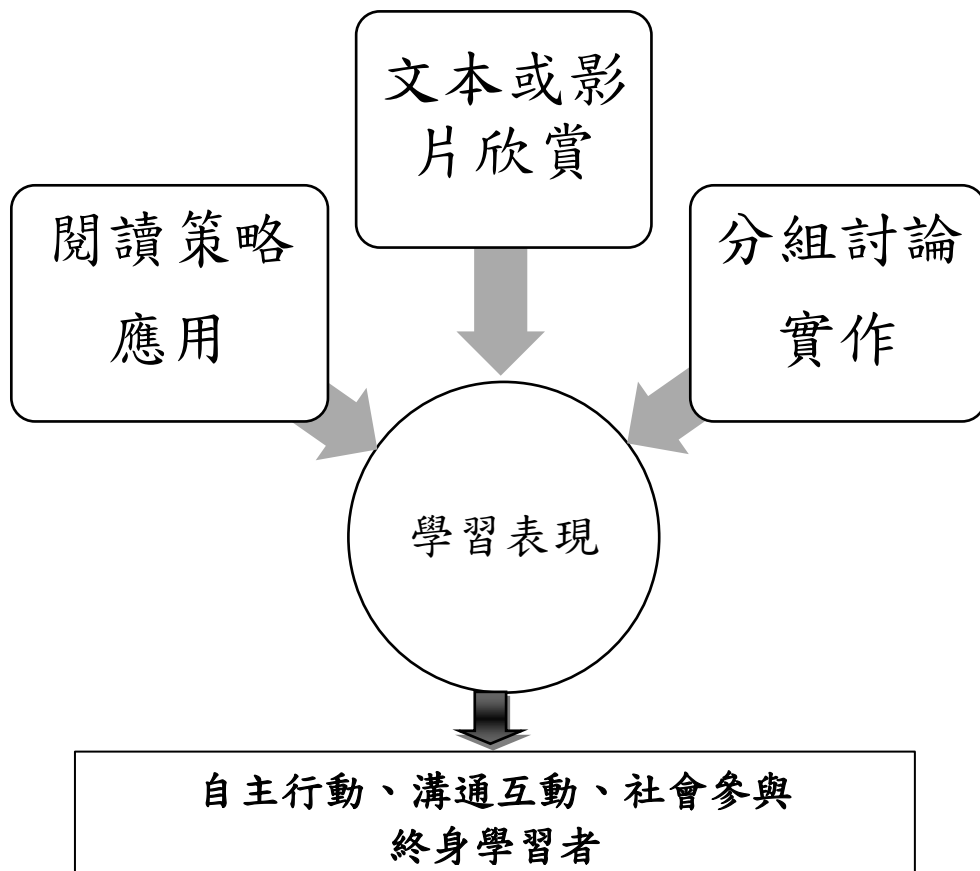 文本或影
片欣賞
閱讀策略
應用
分組討論
實作
學習表現
自主行動、溝通互動、社會參與
終身學習者